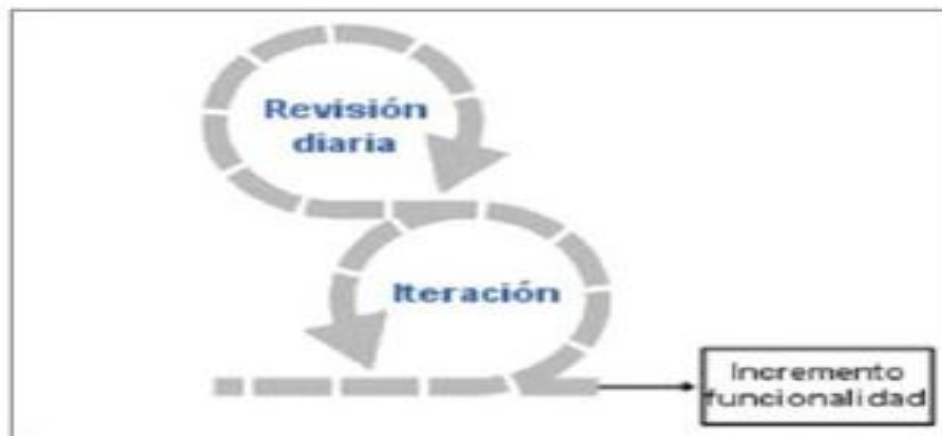 Revisión
diaria
Iteración
Incremento
funcionalidad